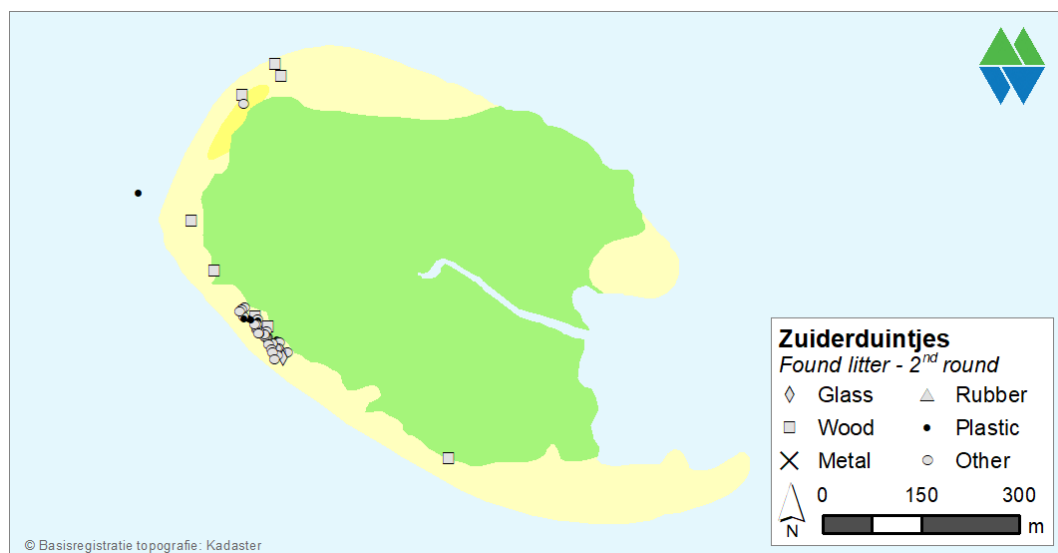 Zuiderduintjes
Found litter - 2nd round
Glass Rubber
Wood Plastic
Metal Other
0 150 300
N m
© Basisregistratie topografie: Kadaster